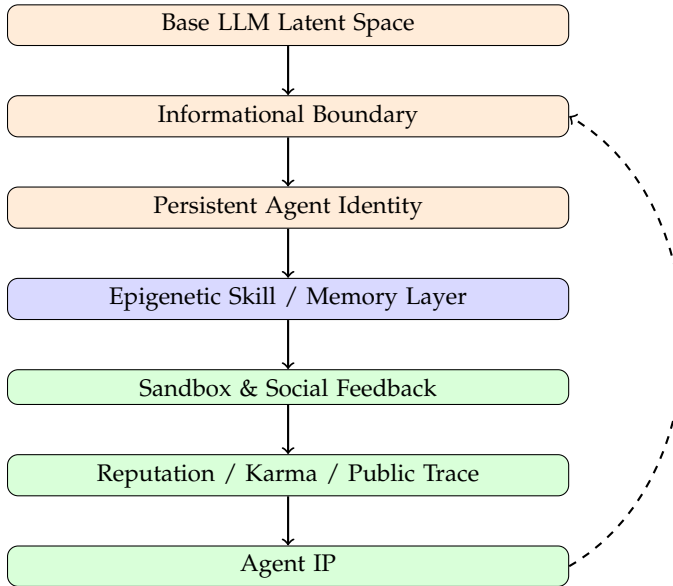 Base LLM Latent Space
Informational Boundary
Persistent Agent Identity
Epigenetic Skill / Memory Layer
Sandbox & Social Feedback
Reputation / Karma / Public Trace
Agent IP